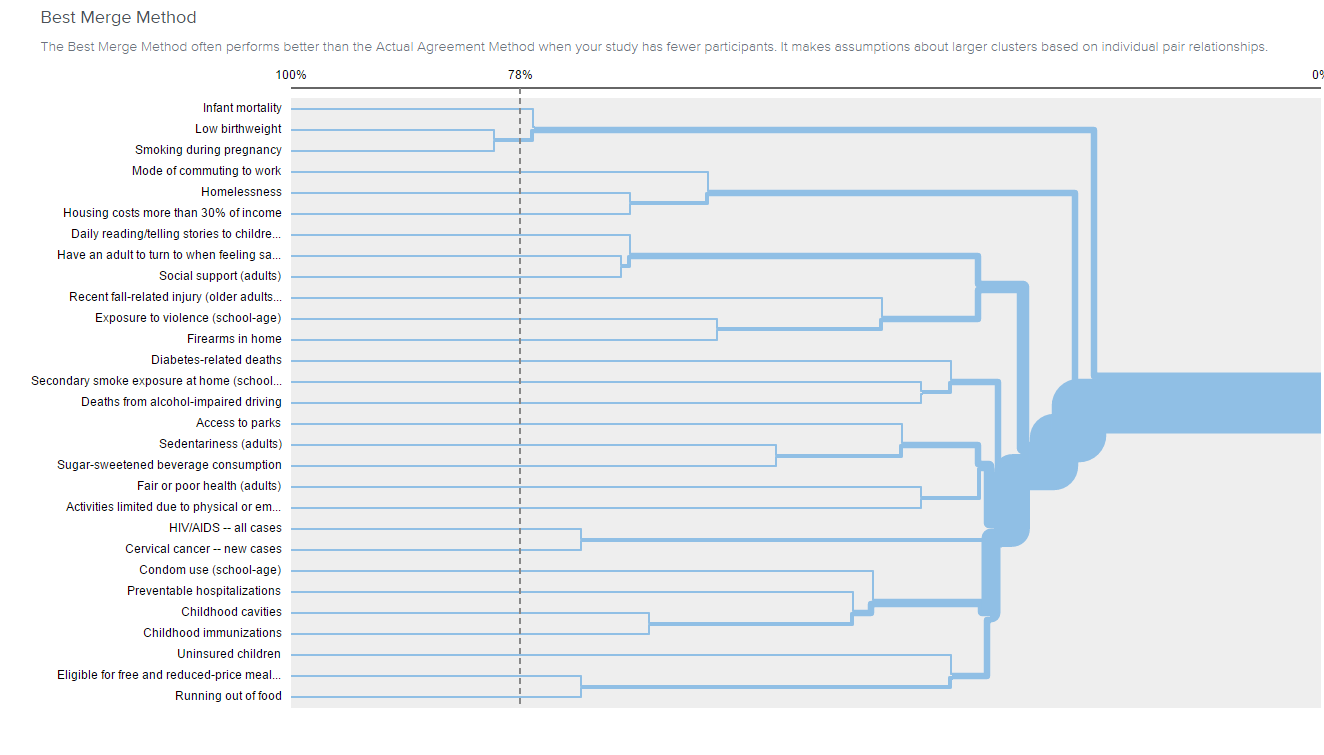 Best Merge Method
The Best Merge Method often performs better than the Actual Agreement Method when your study has fewer participants. It makes assumptions about larger clusters based on individual pair relationships.
100% 78% 0%
Infant mortality
Low birthweight
Smoking during pregnancy
Mode of commuting to work
Homelessness
Housing costs more than 30% of income
Daily reading/telling stories to childre...
Have an adult to turn to when feeling sa...
Social support (adults)
Recent fall-related injury (older adults...
Exposure to violence (school-age)
Firearms in home
Diabetes-related deaths
Secondary smoke exposure at home (school...
Deaths from alcohol-impaired driving
Access to parks
Sedentariness (adults)
Sugar-sweetened beverage consumption
Fair or poor health (adults)
Activities limited due to physical or em...
HIV/AIDS -- all cases
Cervical cancer -- new cases
Condom use (school-age)
Preventable hospitalizations
Childhood cavities
Childhood immunizations
Uninsured children
Eligible for free and reduced-price meal...
Running out of food